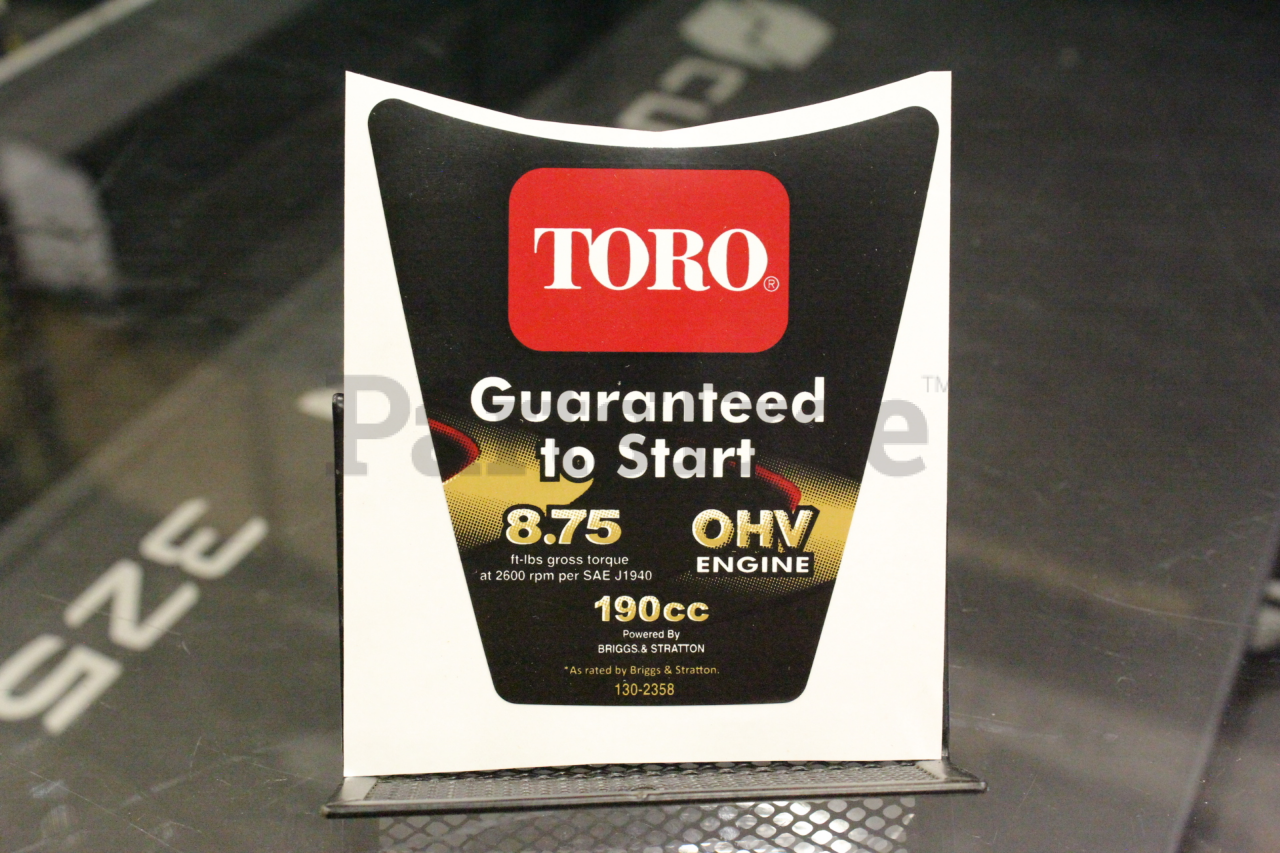 TORO®
Guaranteed
to Start
8.75
ft-lbs gross torque
at 2600 rpm per SAE J1940
OHV
ENGINE
190cc
Powered By
BRIGGS & STRATTON
*As rated by Briggs & Stratton.
130-2358